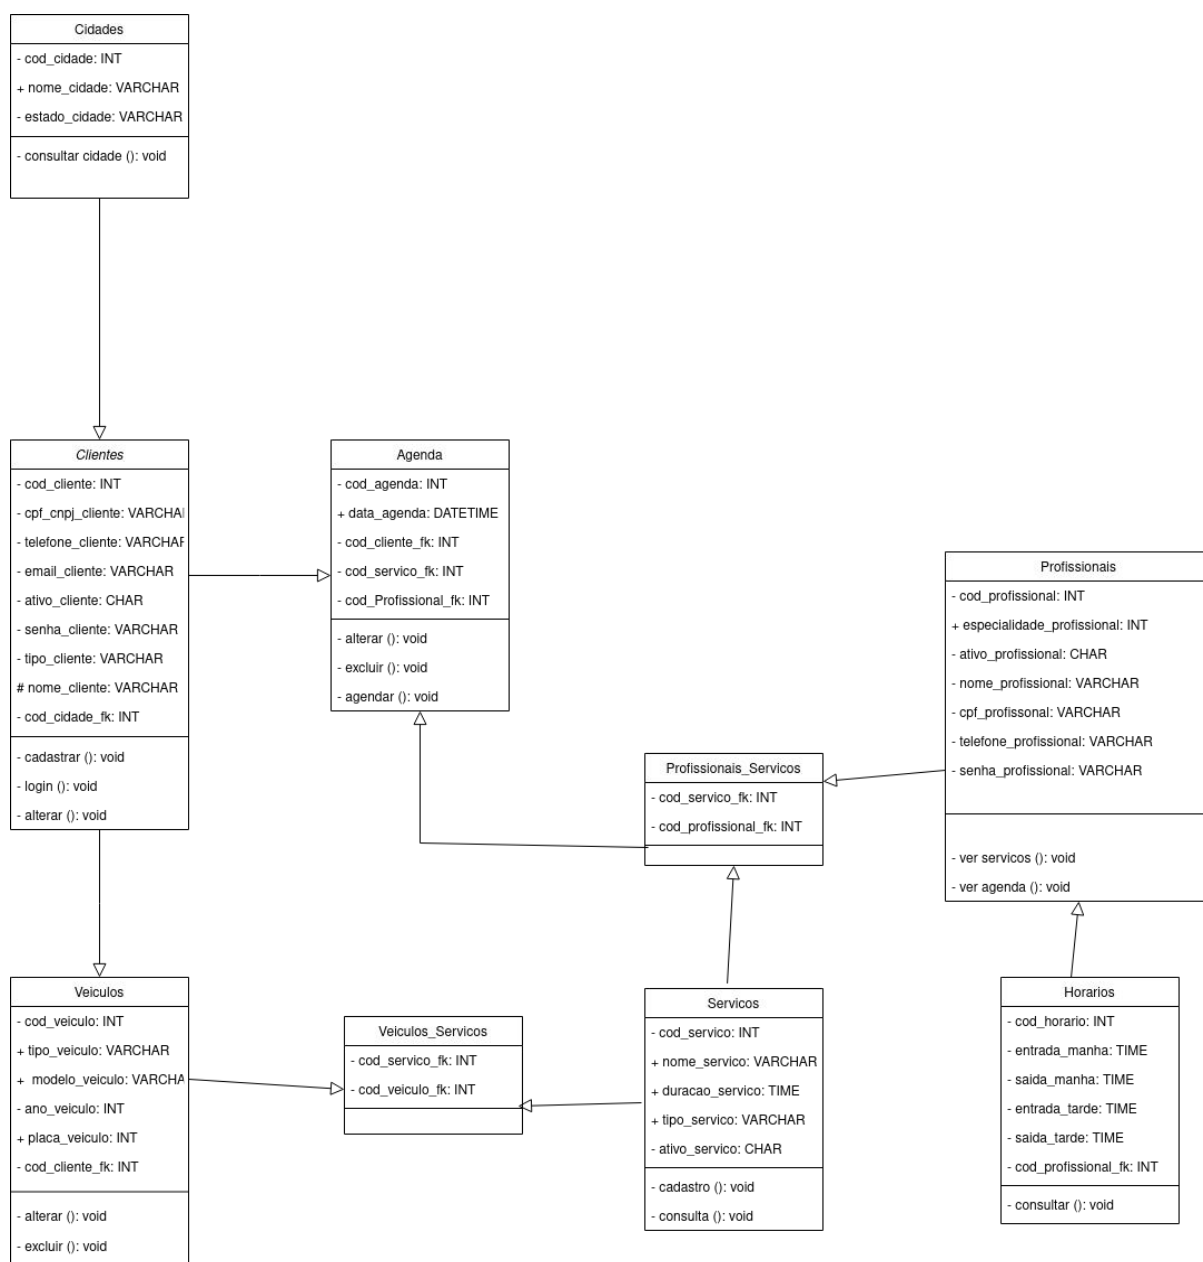 Cidades
- cod_cidade: INT
+ nome_cidade: VARCHAR
- estado_cidade: VARCHAR
- consultar cidade (): void
Clientes
- cod_cliente: INT
- cpf_cnpj_cliente: VARCHA
- telefone_cliente: VARCHAR
- email_cliente: VARCHAR
- ativo_cliente: CHAR
- senha_cliente: VARCHAR
- tipo_cliente: VARCHAR
# nome_cliente: VARCHAR
- cod_cidade_fk: INT
- cadastrar (): void
- login (): void
- alterar (): void
Agenda
- cod_agenda: INT
+ data_agenda: DATETIME
- cod_cliente_fk: INT
- cod_servico_fk: INT
- cod_Profissional_fk: INT
- alterar (): void
- excluir (): void
- agendar (): void
Profissionais
- cod_profissional: INT
+ especialidade_profissional: INT
- ativo_profissional: CHAR
- nome_profissional: VARCHAR
- cpf_profissonal: VARCHAR
- telefone_profissional: VARCHAR
- senha_profissional: VARCHAR
- ver servicos (): void
- ver agenda (): void
Profissionais_Servicos
- cod_servico_fk: INT
- cod_profissional_fk: INT
Veiculos
- cod_veiculo: INT
+ tipo_veiculo: VARCHAR
+ modelo_veiculo: VARCHA
- ano_veiculo: INT
+ placa_veiculo: INT
- cod_cliente_fk: INT
- alterar (): void
- excluir (): void
Veiculos_Servicos
- cod_servico_fk: INT
- cod_veiculo_fk: INT
Servicos
- cod_servico: INT
+ nome_servico: VARCHAR
+ duracao_servico: TIME
+ tipo_servico: VARCHAR
- ativo_servico: CHAR
- cadastro (): void
- consulta (): void
Horarios
- cod_horario: INT
- entrada_manha: TIME
- saida_manha: TIME
- entrada_tarde: TIME
- saida_tarde: TIME
- cod_profissional_fk: INT
- consultar (): void